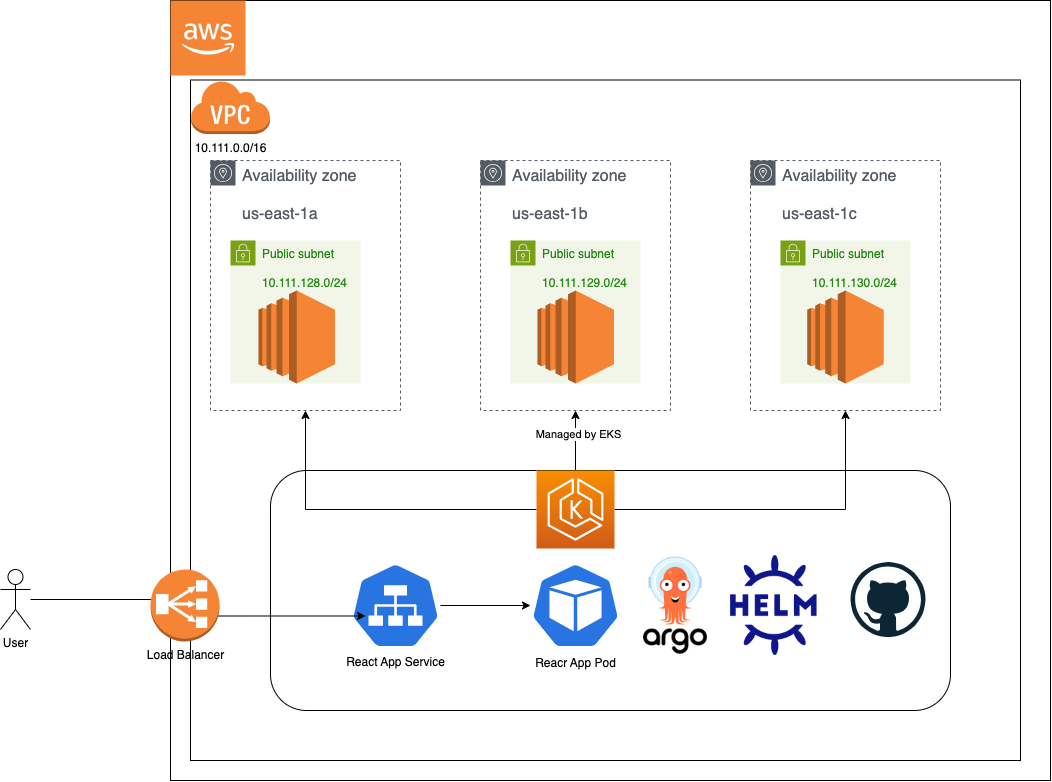 aws
VPC
10.111.0.0/16
Availability zone
us-east-1a
Public subnet
10.111.128.0/24
Availability zone
us-east-1b
Public subnet
10.111.129.0/24
Availability zone
us-east-1c
Public subnet
10.111.130.0/24
Managed by EKS
K
User
Load Balancer
React App Service
Reacr App Pod
argo
HELM